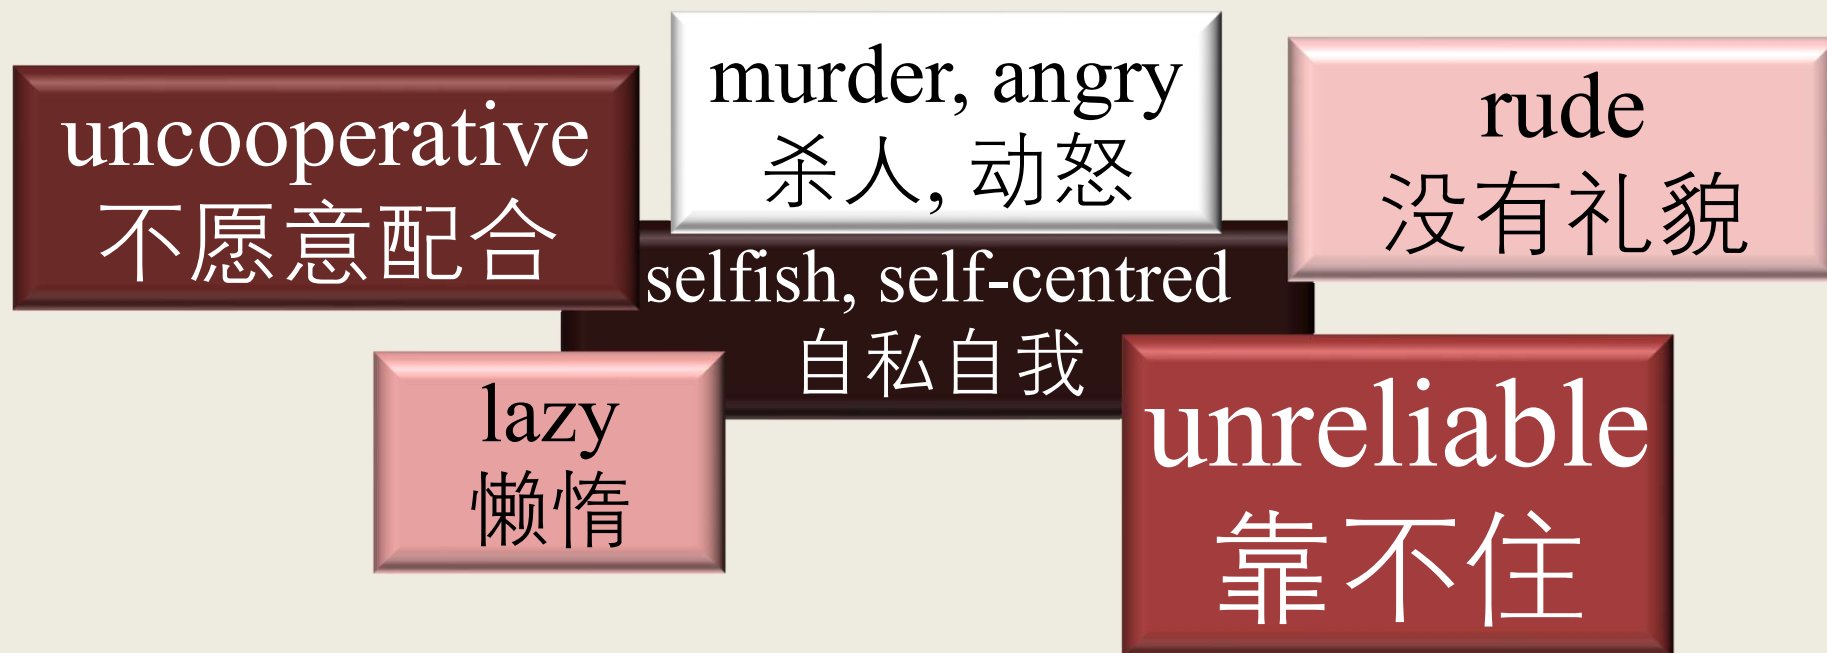 uncooperative
不愿意配合
murder, angry
杀人, 动怒
rude
没有礼貌
selfish, self-centred
自私自我
lazy
懒惰
unreliable
靠不住